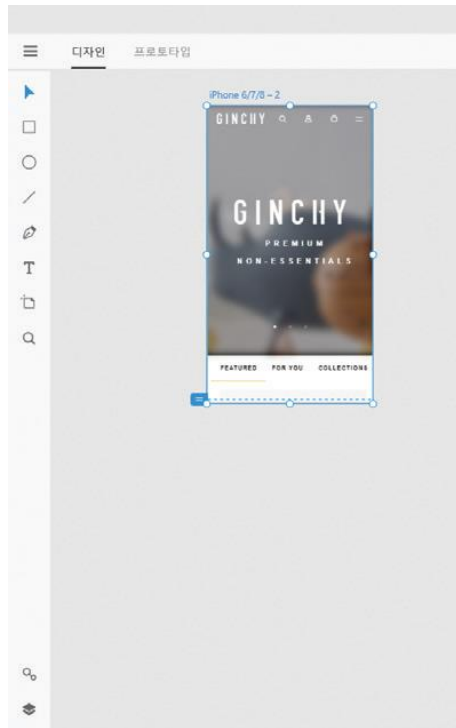 디자인 프로토타입
iPhone 6/7/8 – 2
GINCHY
GINCHY
PREMIUM
NON-ESSENTIALS
FEATURED FOR YOU COLLECTIONS